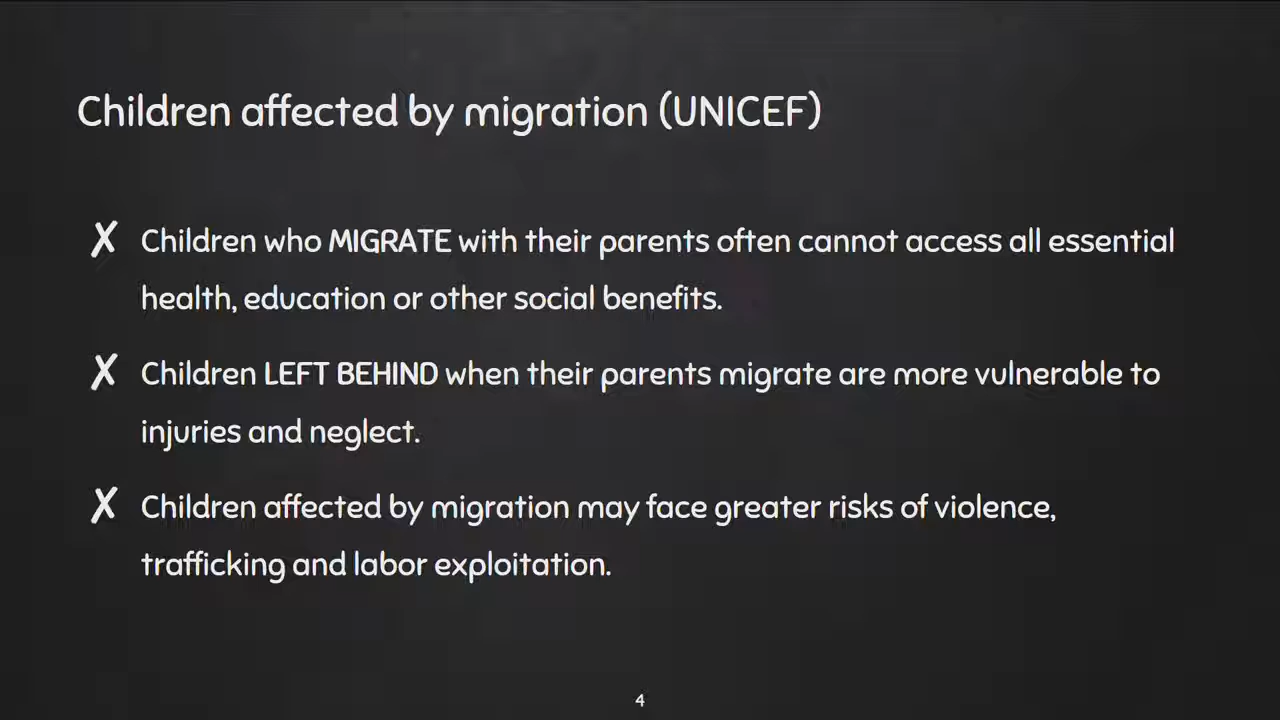 Children affected by migration (UNICEF)
✗ Children who MIGRATE with their parents often cannot access all essential
health, education or other social benefits.
✗ Children LEFT BEHIND when their parents migrate are more vulnerable to
injuries and neglect.
✗ Children affected by migration may face greater risks of violence,
trafficking and labor exploitation.
4